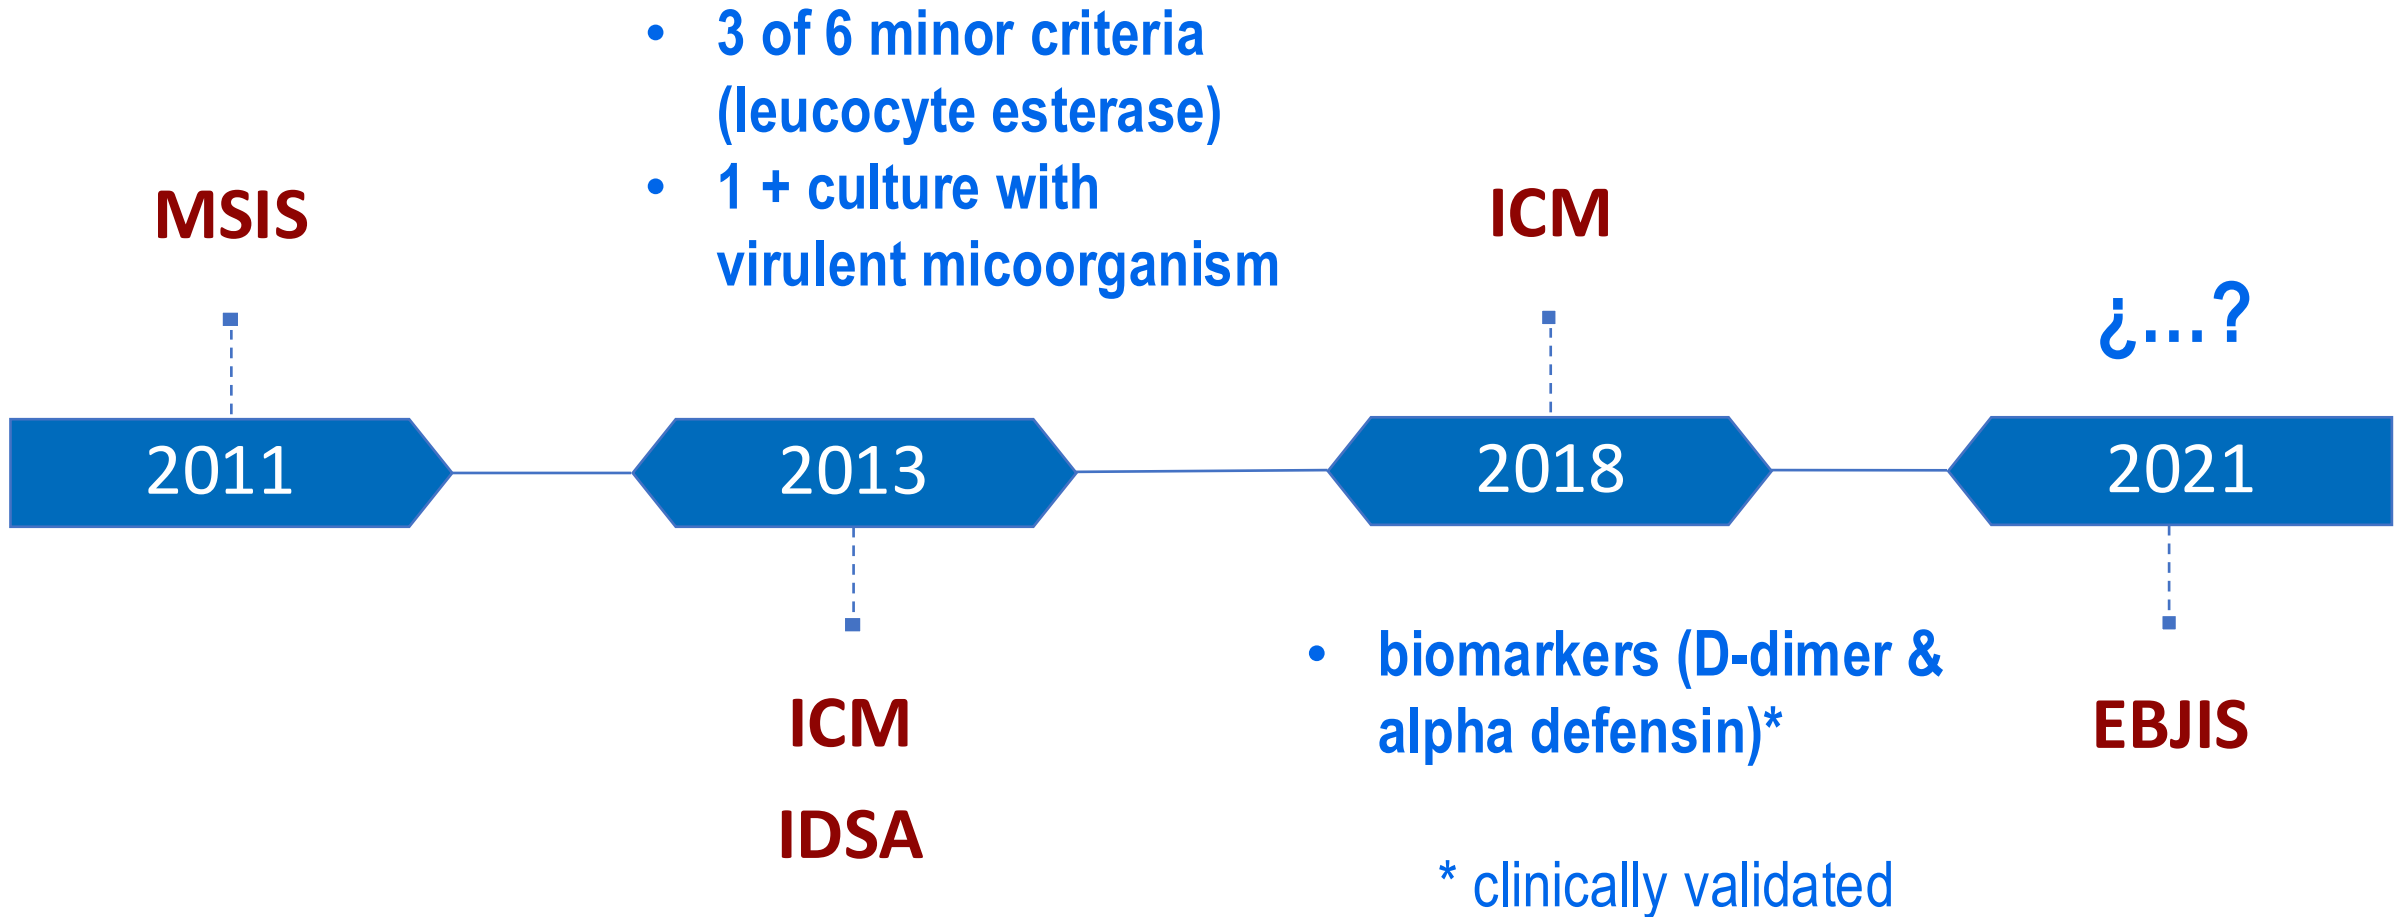 • 3 of 6 minor criteria
(leucocyte esterase)
• 1 + culture with
virulent micoorganism
MSIS
ICM
¿...?
2011
2013
2018
2021
ICM
IDSA
• biomarkers (D-dimer &
alpha defensin)*
EBJIS
* clinically validated